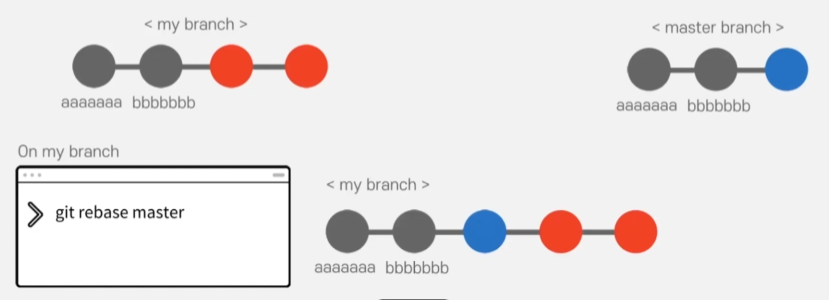 < my branch >
< master branch >
aaaaaaa bbbbbbb
aaaaaaa bbbbbbb
On my branch
git rebase master
< my branch >
aaaaaaa bbbbbbb